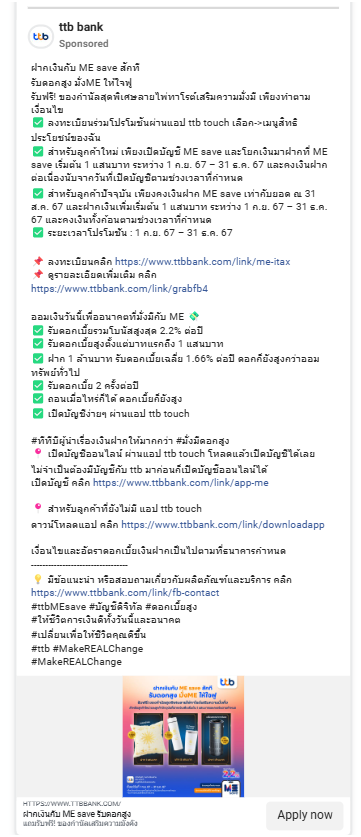 ttb bank
Sponsored
ttb
ฝากเงินกับ ME save สักที
รับดอกสูง มั่งME ให้ใจฟู
รับฟรี! ของกำนัลสุดพิเศษลายไพ่ทาโรต์เสริมความมั่งมี เพียงทำตาม
เงื่อนไข
✅ ลงทะเบียนร่วมโปรโมชันผ่านแอป ttb touch เลือก->เมนูสิทธิ
ประโยชน์ของฉัน
✅ สำหรับลูกค้าใหม่ เพียงเปิดบัญชี ME save และโยกเงินมาฝากที่ ME
save เริ่มต้น 1 แสนบาท ระหว่าง 1 ก.ย. 67 – 31 ธ.ค. 67 และคงเงินฝาก
ต่อเนื่องนับจากวันที่เปิดบัญชีตามช่วงเวลาที่กำหนด
✅ สำหรับลูกค้าปัจจุบัน เพียงคงเงินฝาก ME save เท่ากับยอด ณ 31
ส.ค. 67 และฝากเงินเพิ่มเริ่มต้น 1 แสนบาท ระหว่าง 1 ก.ย. 67 – 31 ธ.ค.
67 และคงเงินทั้งก้อนตามช่วงเวลาที่กำหนด
✅ ระยะเวลาโปรโมชัน : 1 ก.ย. 67 – 31 ธ.ค. 67
📌 ลงทะเบียนคลิก https://www.ttbbank.com/link/me-itax
📌 ดูรายละเอียดเพิ่มเติม คลิก
https://www.ttbbank.com/link/grabfb4
ออมเงินวันนี้เพื่ออนาคตที่มั่งมีกับ ME 💸
✅ รับดอกเบี้ยรวมโบนัสสูงสุด 2.2% ต่อปี
✅ รับดอกเบี้ยสูงตั้งแต่บาทแรกถึง 1 แสนบาท
✅ ฝาก 1 ล้านบาท รับดอกเบี้ยเฉลี่ย 1.66% ต่อปี ดอกก็ยังสูงกว่าออม
ทรัพย์ทั่วไป
✅ รับดอกเบี้ย 2 ครั้งต่อปี
✅ ถอนเมื่อไหร่ก็ได้ ดอกเบี้ยก็ยังสูง
✅ เปิดบัญชีง่ายๆ ผ่านแอป ttb touch
#ทีทีบีผู้นำเรื่องเงินฝากให้มากกว่า #มั่งมีดอกสูง
📍 เปิดบัญชีออนไลน์ ผ่านแอป ttb touch โหลดแล้วเปิดบัญชีได้เลย
ไม่จำเป็นต้องมีบัญชีกับ ttb มาก่อนก็เปิดบัญชีออนไลน์ได้
เปิดบัญชี คลิก https://www.ttbbank.com/link/app-me
📍 สำหรับลูกค้าที่ยังไม่มี แอป ttb touch
ดาวน์โหลดแอป คลิก https://www.ttbbank.com/link/downloadapp
เงื่อนไขและอัตราดอกเบี้ยเงินฝากเป็นไปตามที่ธนาคารกำหนด
---------------------------------
💡 มีข้อแนะนำ หรือสอบถามเกี่ยวกับผลิตภัณฑ์และบริการ คลิก
https://www.ttbbank.com/link/fb-contact
#ttbMEsave #บัญชีดิจิทัล #ดอกเบี้ยสูง
#ให้ชีวิตการเงินดีทั้งวันนี้และอนาคต
#เปลี่ยนเพื่อให้ชีวิตคุณดีขึ้น
#ttb #MakeREALChange
#MakeREALChange
ttb
ฝากเงินกับ ME save สักที
รับดอกสูง มั่งME ให้ใจฟู
ME
HTTPS://WWW.TTBBANK.COM/
ฝากเงินกับ ME save รับดอกสูง
แถมรับฟรี! ของกำนัลเสริมความมั่งคั่ง
Apply now